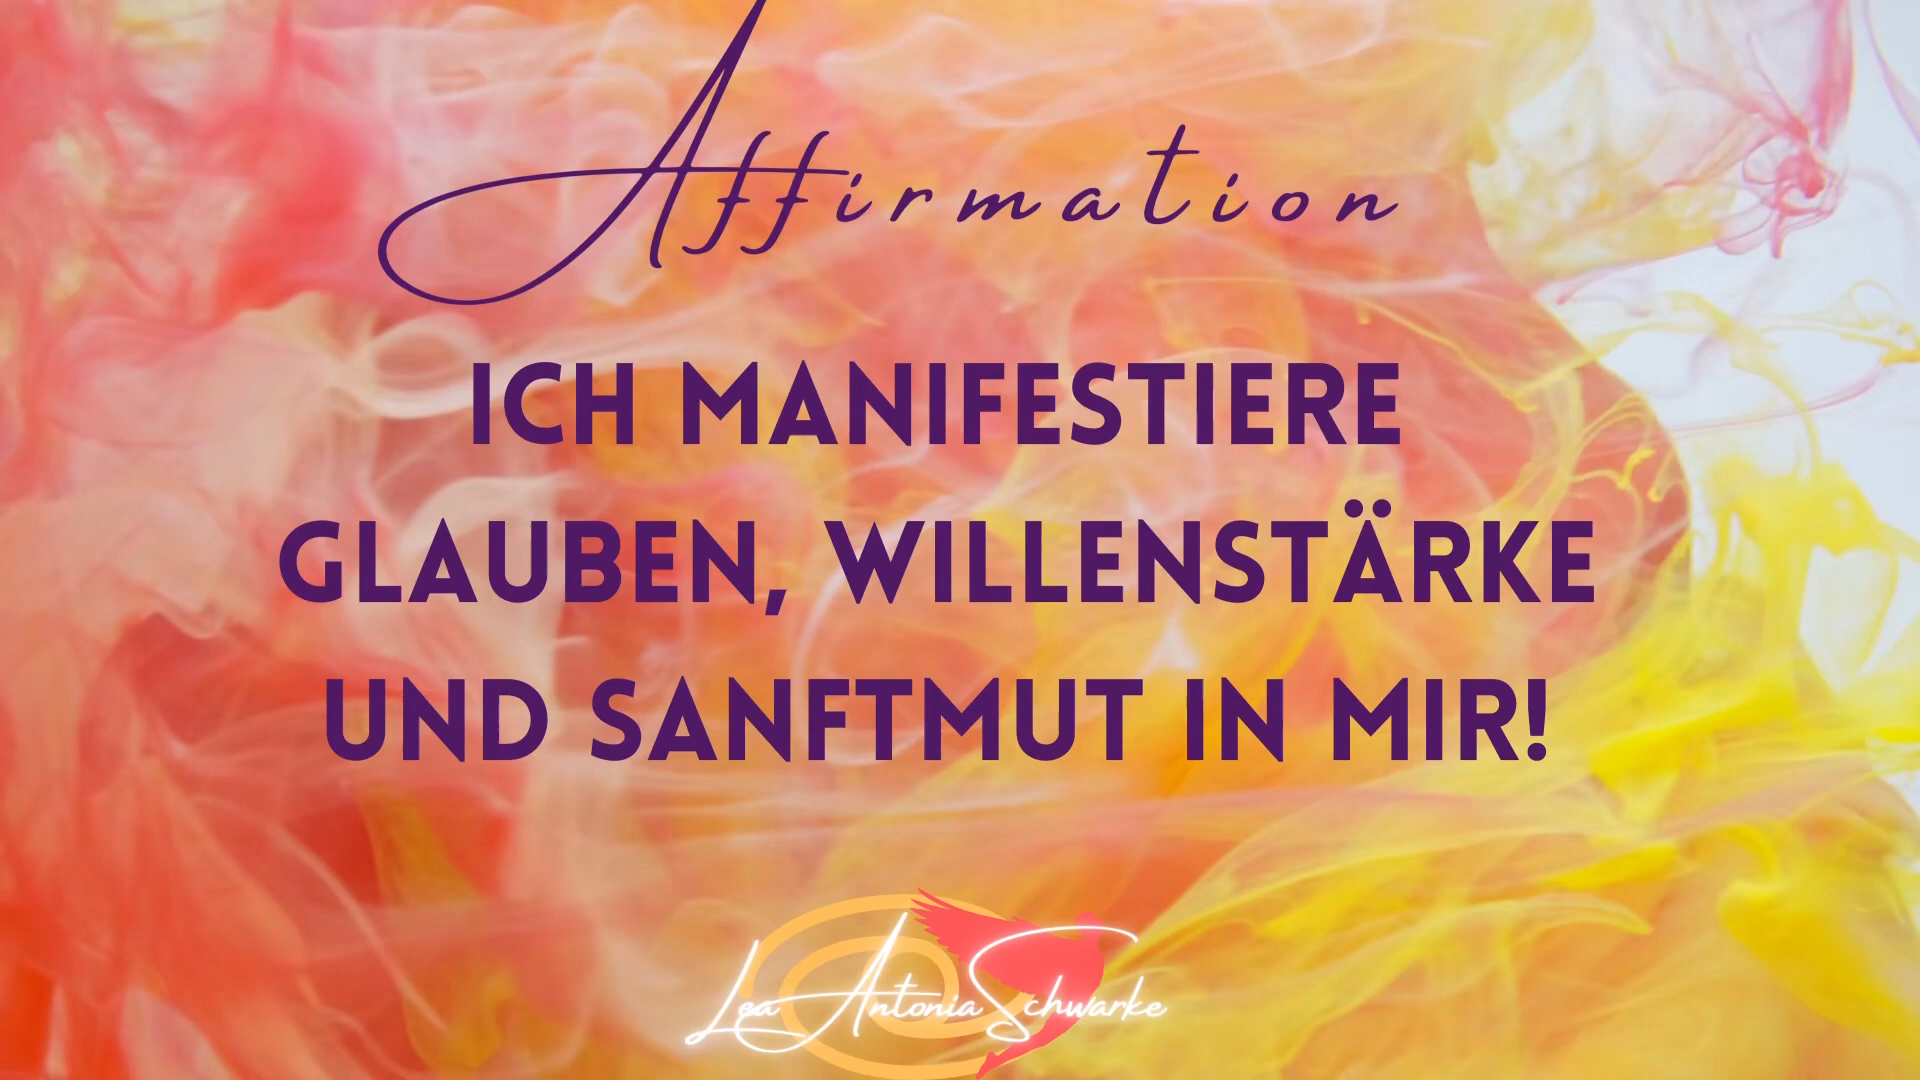 Affirmation
ICH MANIFESTIERE
GLAUBEN, WILLENSTÄRKE
UND SANFTMUT IN MIR!
Lea Antonia Schwarke